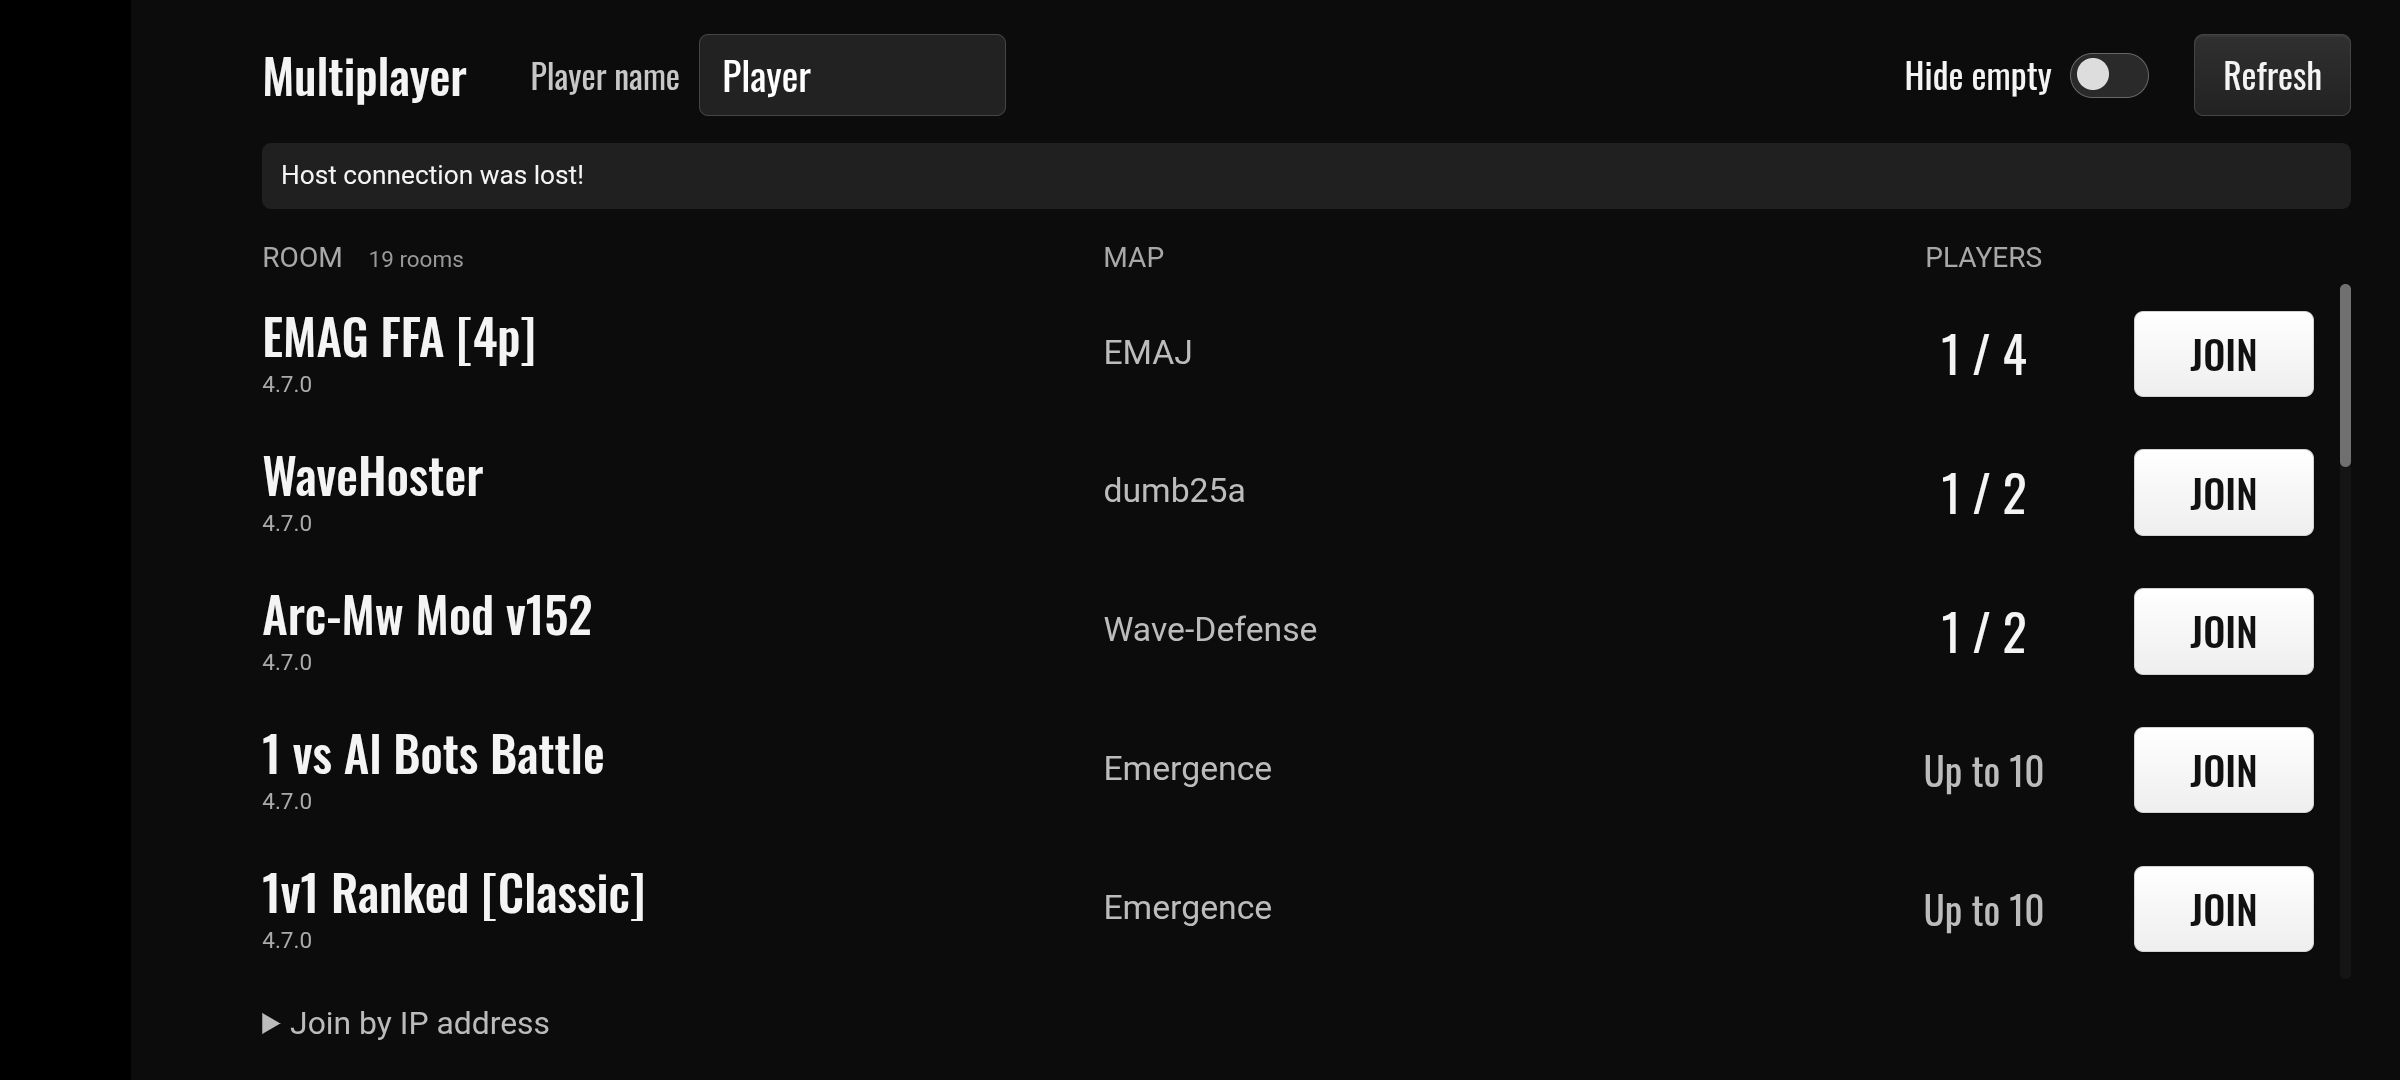 Multiplayer Player name Player Hide empty Refresh
Host connection was lost!
ROOM 19 rooms MAP PLAYERS
EMAG FFA [4p] EMAJ 1 / 4 JOIN
4.7.0
WaveHoster dumb25a 1 / 2 JOIN
4.7.0
Arc-Mw Mod v152 Wave-Defense 1 / 2 JOIN
4.7.0
1 vs AI Bots Battle Emergence Up to 10 JOIN
4.7.0
1v1 Ranked [Classic] Emergence Up to 10 JOIN
4.7.0
Join by IP address